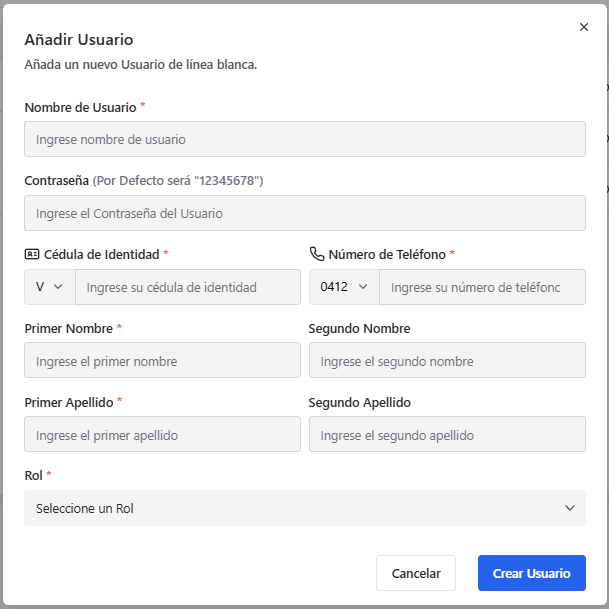 Añadir Usuario
Añada un nuevo Usuario de línea blanca.
Nombre de Usuario *
Ingrese nombre de usuario
Contraseña (Por Defecto será "12345678")
Ingrese el Contraseña del Usuario
Cédula de Identidad * Número de Teléfono *
V Ingrese su cédula de identidad 0412 Ingrese su número de teléfonc
Primer Nombre * Segundo Nombre
Ingrese el primer nombre Ingrese el segundo nombre
Primer Apellido * Segundo Apellido
Ingrese el primer apellido Ingrese el segundo apellido
Rol *
Seleccione un Rol
Cancelar Crear Usuario